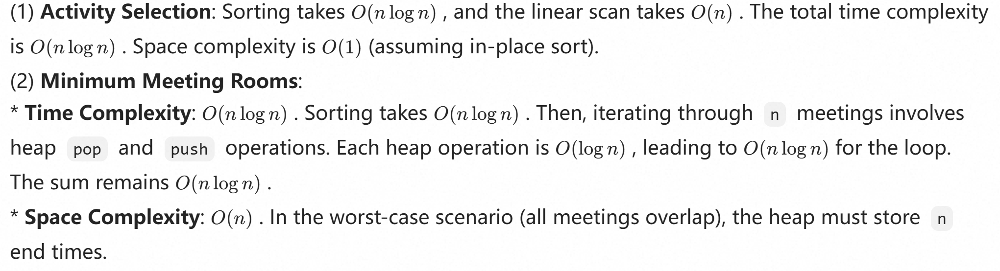 (1) Activity Selection: Sorting takes O(n log n) , and the linear scan takes O(n) . The total time complexity
is O(n log n) . Space complexity is O(1) (assuming in-place sort).
(2) Minimum Meeting Rooms:
* Time Complexity: O(n log n) . Sorting takes O(n log n) . Then, iterating through n meetings involves
heap pop and push operations. Each heap operation is O(log n) , leading to O(n log n) for the loop.
The sum remains O(n log n) .
* Space Complexity: O(n) . In the worst-case scenario (all meetings overlap), the heap must store n
end times.